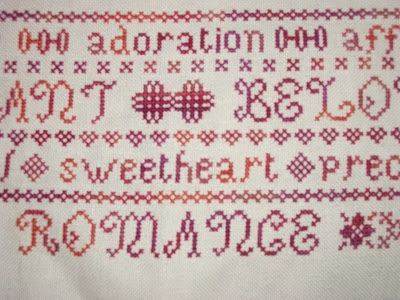 adoration aff
ANT BELO
sweetheart prec
ROMANCE